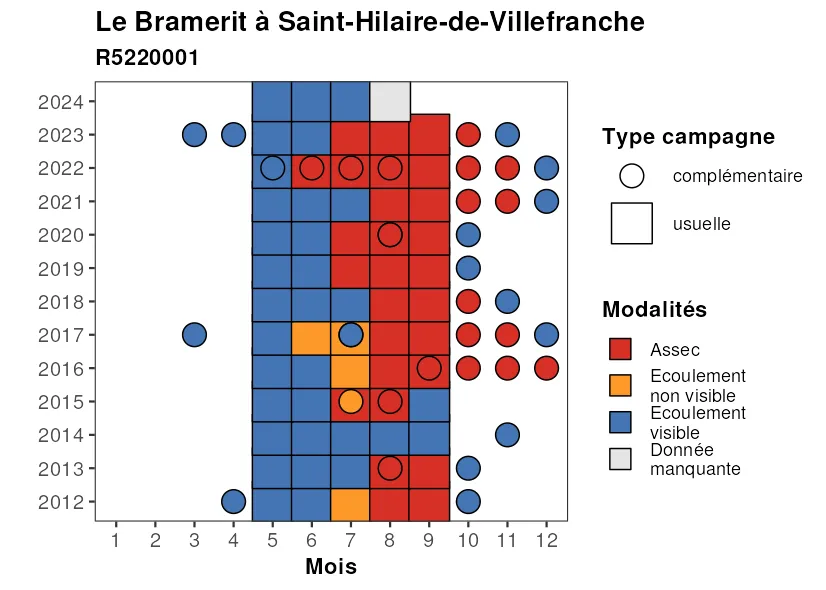 Le Bramerit à Saint-Hilaire-de-Villefranche
R5220001
2024
2023
2022
2021
2020
2019
2018
2017
2016
2015
2014
2013
2012
1 2 3 4 5 6 7 8 9 10 11 12
Mois
Type campagne
complémentaire
usuelle
Modalités
Assec
Ecoulement
non visible
Ecoulement
visible
Donnée
manquante